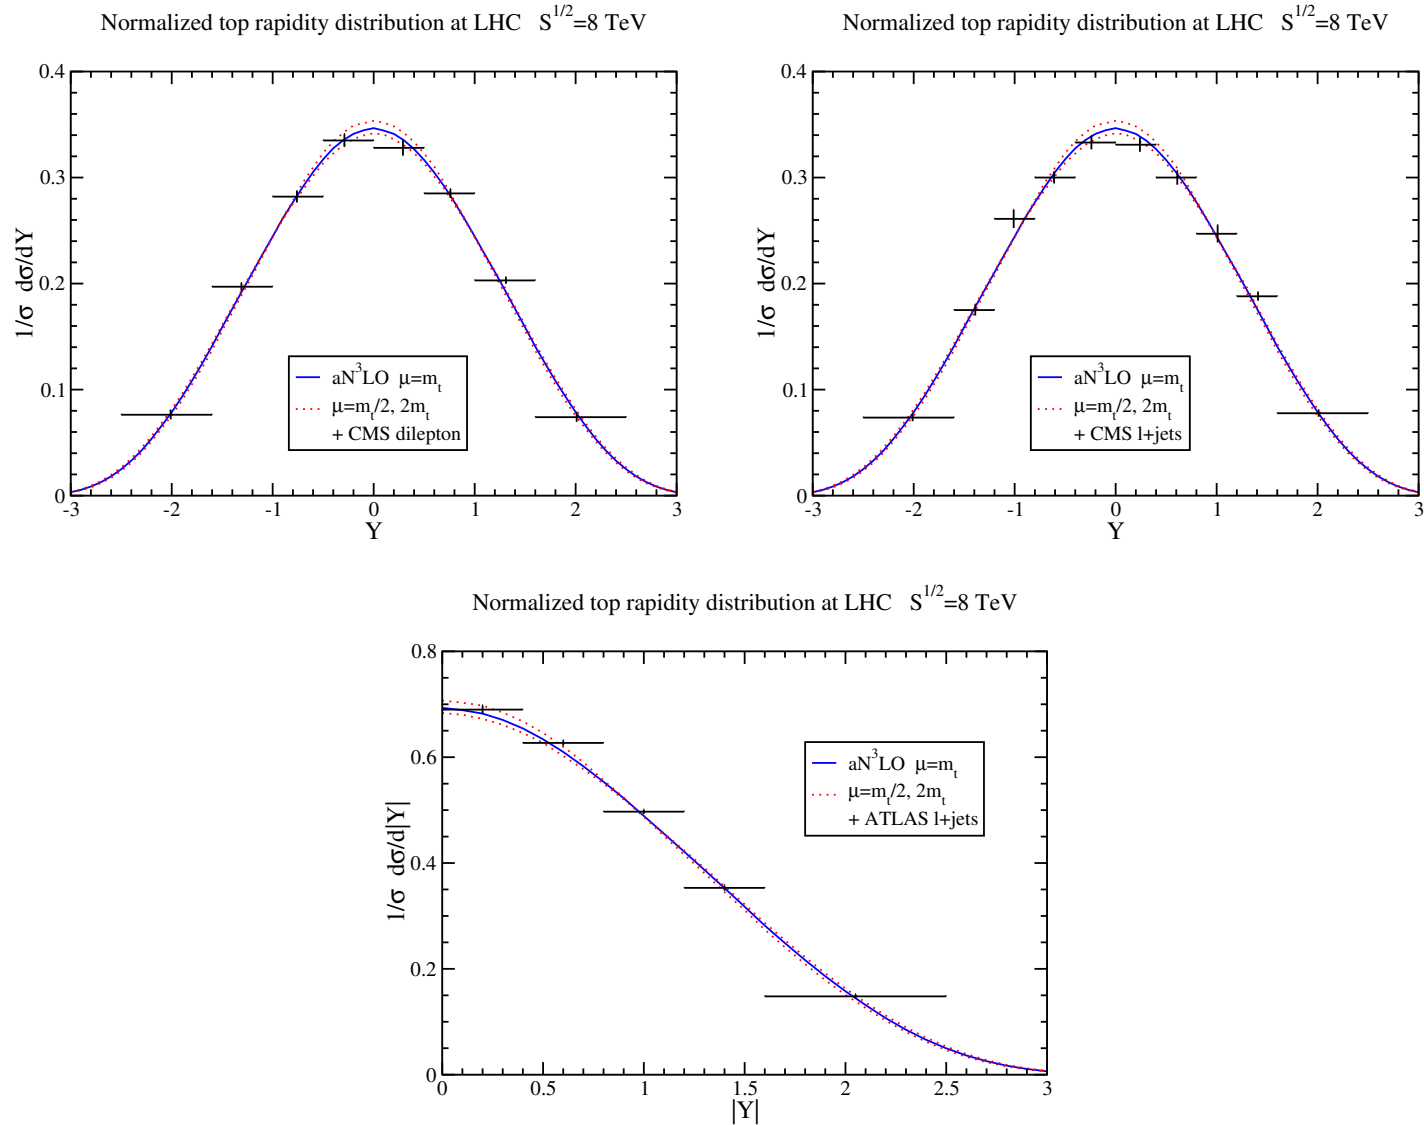 Normalized top rapidity distribution at LHC S^1/2=8 TeV
0.4
0.3
0.2
0.1
0
1/σ dσ/dY
aN^3LO μ=m_t
μ=m_t/2, 2m_t
+ CMS dilepton
-3 -2 -1 0 1 2 3
Y
Normalized top rapidity distribution at LHC S^1/2=8 TeV
0.4
0.3
0.2
0.1
0
1/σ dσ/dY
aN^3LO μ=m_t
μ=m_t/2, 2m_t
+ CMS l+jets
-3 -2 -1 0 1 2 3
Y
Normalized top rapidity distribution at LHC S^1/2=8 TeV
0.8
0.6
0.4
0.2
0
1/σ dσ/d|Y|
aN^3LO μ=m_t
μ=m_t/2, 2m_t
+ ATLAS l+jets
0 0.5 1 1.5 2 2.5 3
|Y|